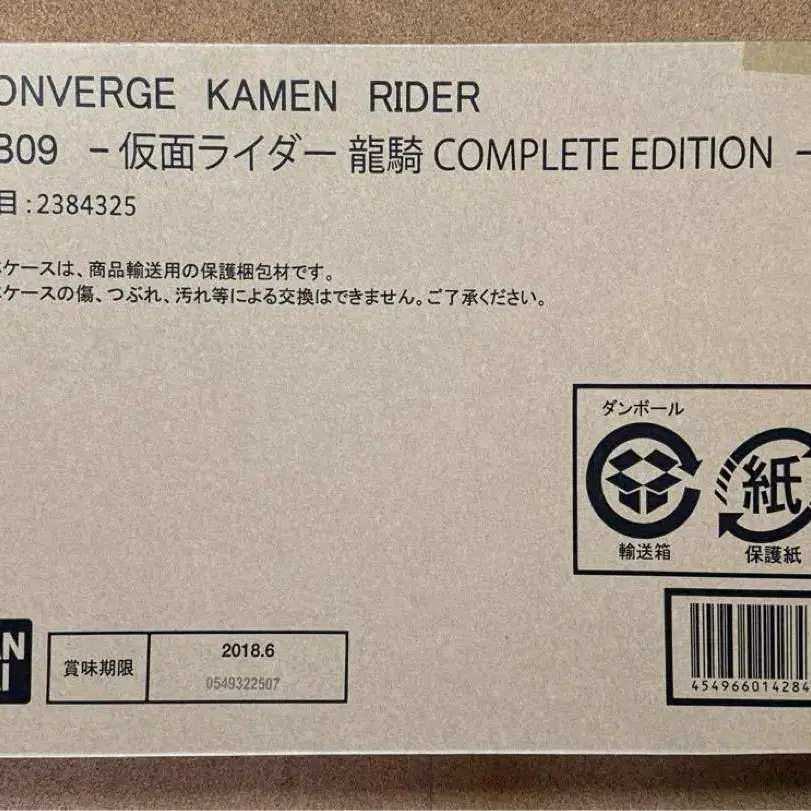 ONVERGE KAMEN RIDER
B09 －仮面ライダー 龍騎 COMPLETE EDITION －
目：2384325
ケースは、商品輸送用の保護梱包材です。
ケースの傷、つぶれ、汚れ等による交換はできません。ご了承ください。
ダンボール
紙
輸送箱
保護紙
AN
AI
賞味期限
2018.6
0549322507
454966014284